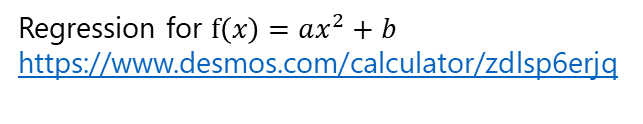 Regression for f(x) = ax² + b
https://www.desmos.com/calculator/zdlsp6erjq